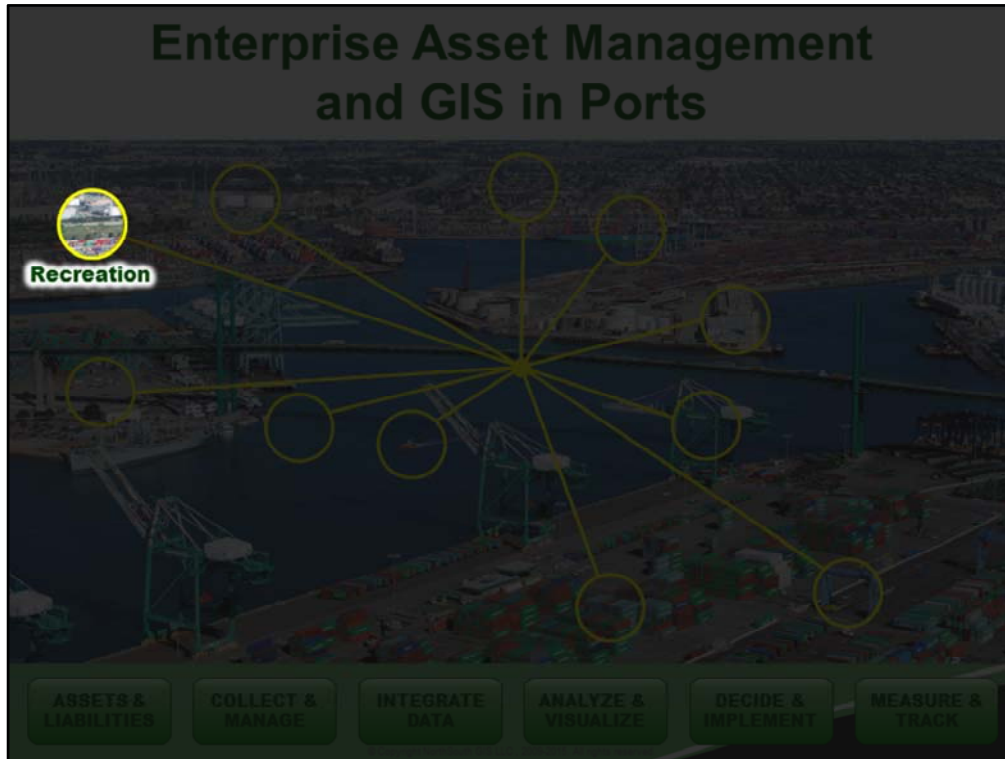 Enterprise Asset Management
and GIS in Ports
Recreation
ASSETS &
LIABILITIES
COLLECT &
MANAGE
INTEGRATE
DATA
ANALYZE &
VISUALIZE
DECIDE &
IMPLEMENT
MEASURE &
TRACK